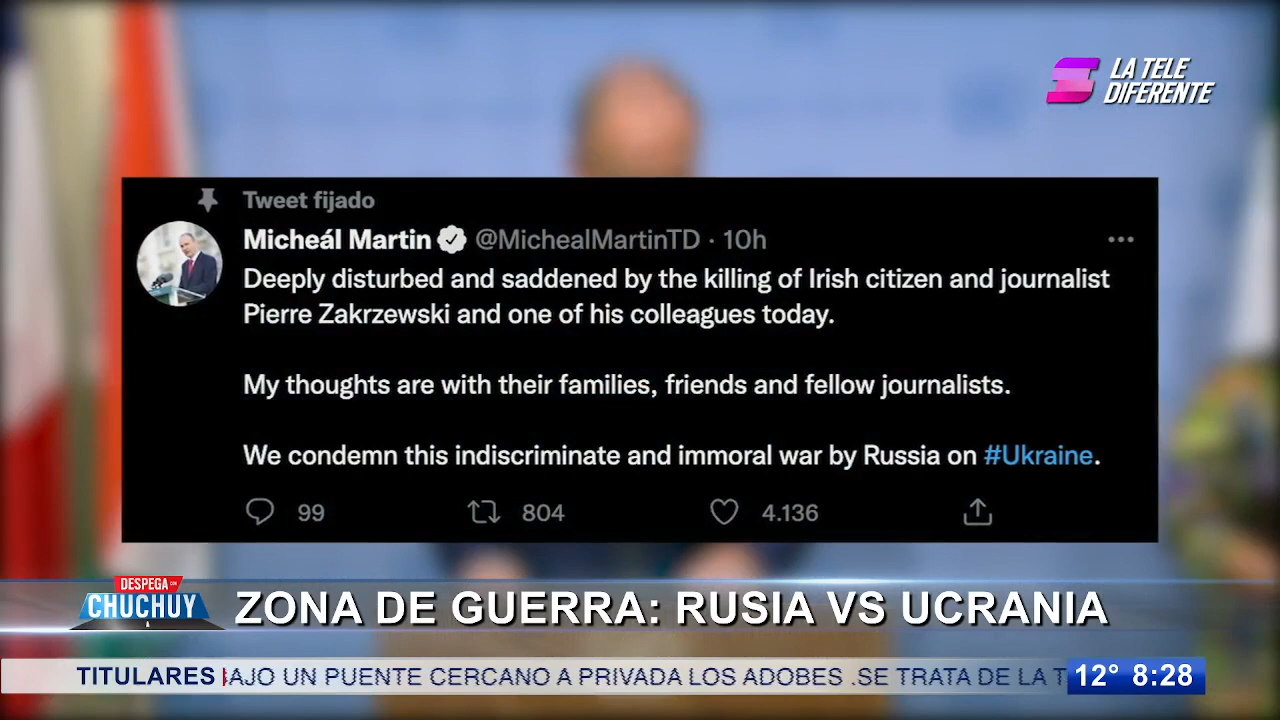 LA TELE
DIFERENTE
Tweet fijado
Micheál Martin @MichealMartinTD · 10h
Deeply disturbed and saddened by the killing of Irish citizen and journalist
Pierre Zakrzewski and one of his colleagues today.
My thoughts are with their families, friends and fellow journalists.
We condemn this indiscriminate and immoral war by Russia on #Ukraine.
99 804 4.136
DESPEGA CON
CHUCHUY
ZONA DE GUERRA: RUSIA VS UCRANIA
TITULARES AJO UN PUENTE CERCANO A PRIVADA LOS ADOBES .SE TRATA DE LA T 12° 8:28